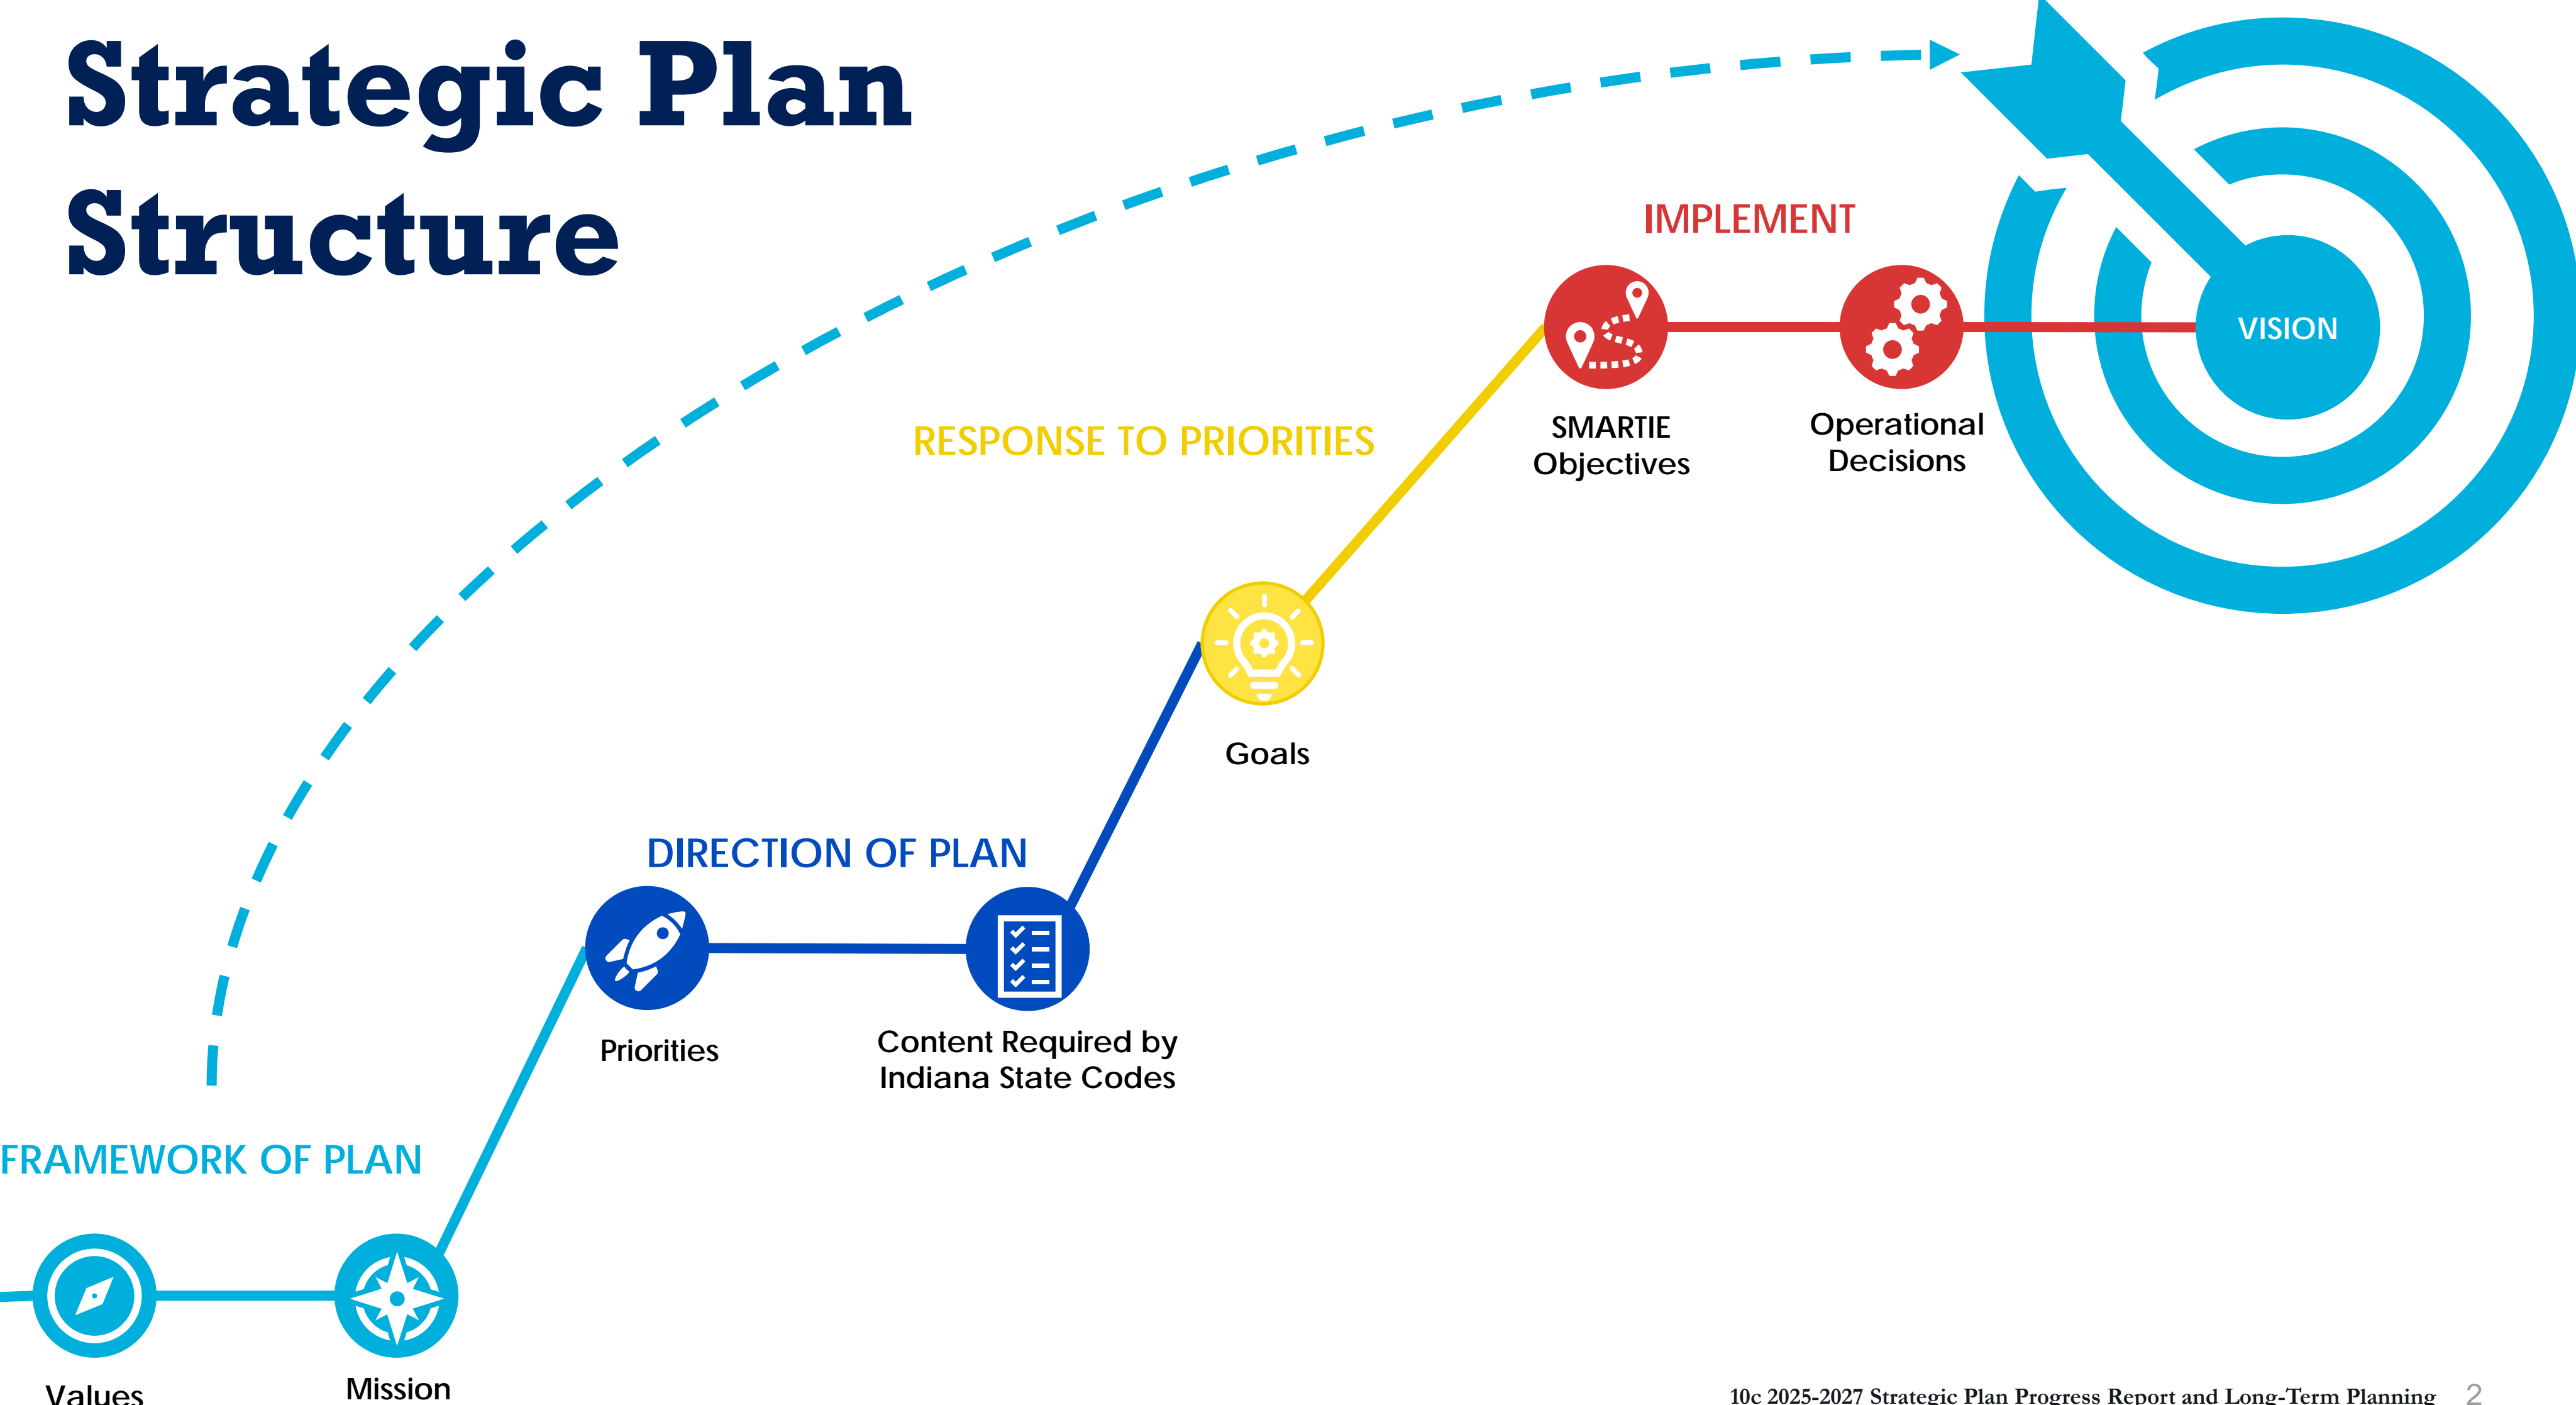 Strategic Plan
Structure
IMPLEMENT
VISION
SMARTIE
Objectives
Operational
Decisions
RESPONSE TO PRIORITIES
Goals
DIRECTION OF PLAN
Priorities
Content Required by
Indiana State Codes
FRAMEWORK OF PLAN
Values
Mission
10c 2025-2027 Strategic Plan Progress Report and Long-Term Planning
2